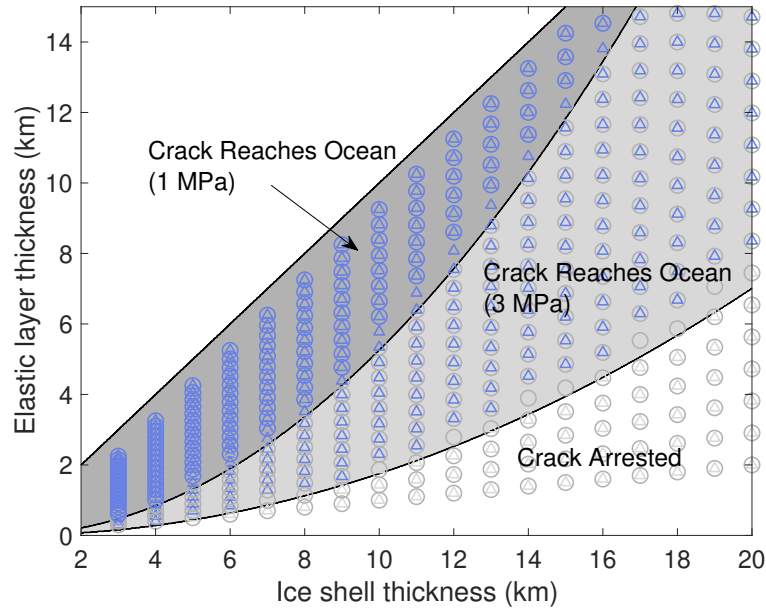 14
12
10
8
6
4
2
0
Elastic layer thickness (km)
Crack Reaches Ocean
(1 MPa)
Crack Reaches Ocean
(3 MPa)
Crack Arrested
2 4 6 8 10 12 14 16 18 20
Ice shell thickness (km)